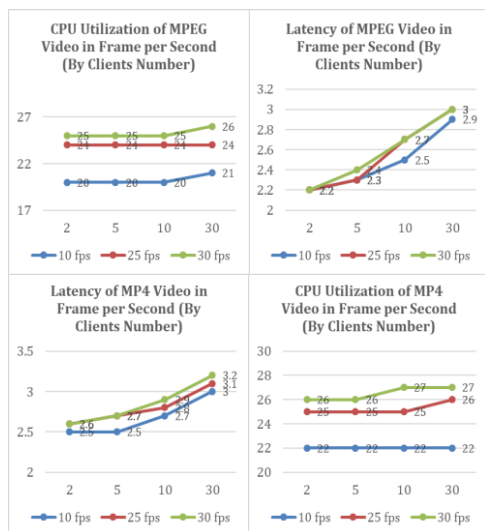 CPU Utilization of MPEG
Video in Frame per Second
(By Clients Number)
27
22
17
25 25 25 26
24 24 24 24
20 20 20 21
2 5 10 30
10 fps 25 fps 30 fps
Latency of MPEG Video in
Frame per Second (By
Clients Number)
3.2
3
2.8
2.6
2.4
2.2
2
3
2.9
2.7
2.5
2.4
2.3
2.2
2 5 10 30
10 fps 25 fps 30 fps
Latency of MP4 Video in
Frame per Second (By
Clients Number)
3.5
3
2.5
2
3.2
3.1
3
2.9
2.8
2.6 2.7 2.7
2.5 2.5
2 5 10 30
10 fps 25 fps 30 fps
CPU Utilization of MP4
Video in Frame per Second
(By Clients Number)
30
28
26
24
22
20
26 26 27 27
25 25 25 26
22 22 22 22
2 5 10 30
10 fps 25 fps 30 fps